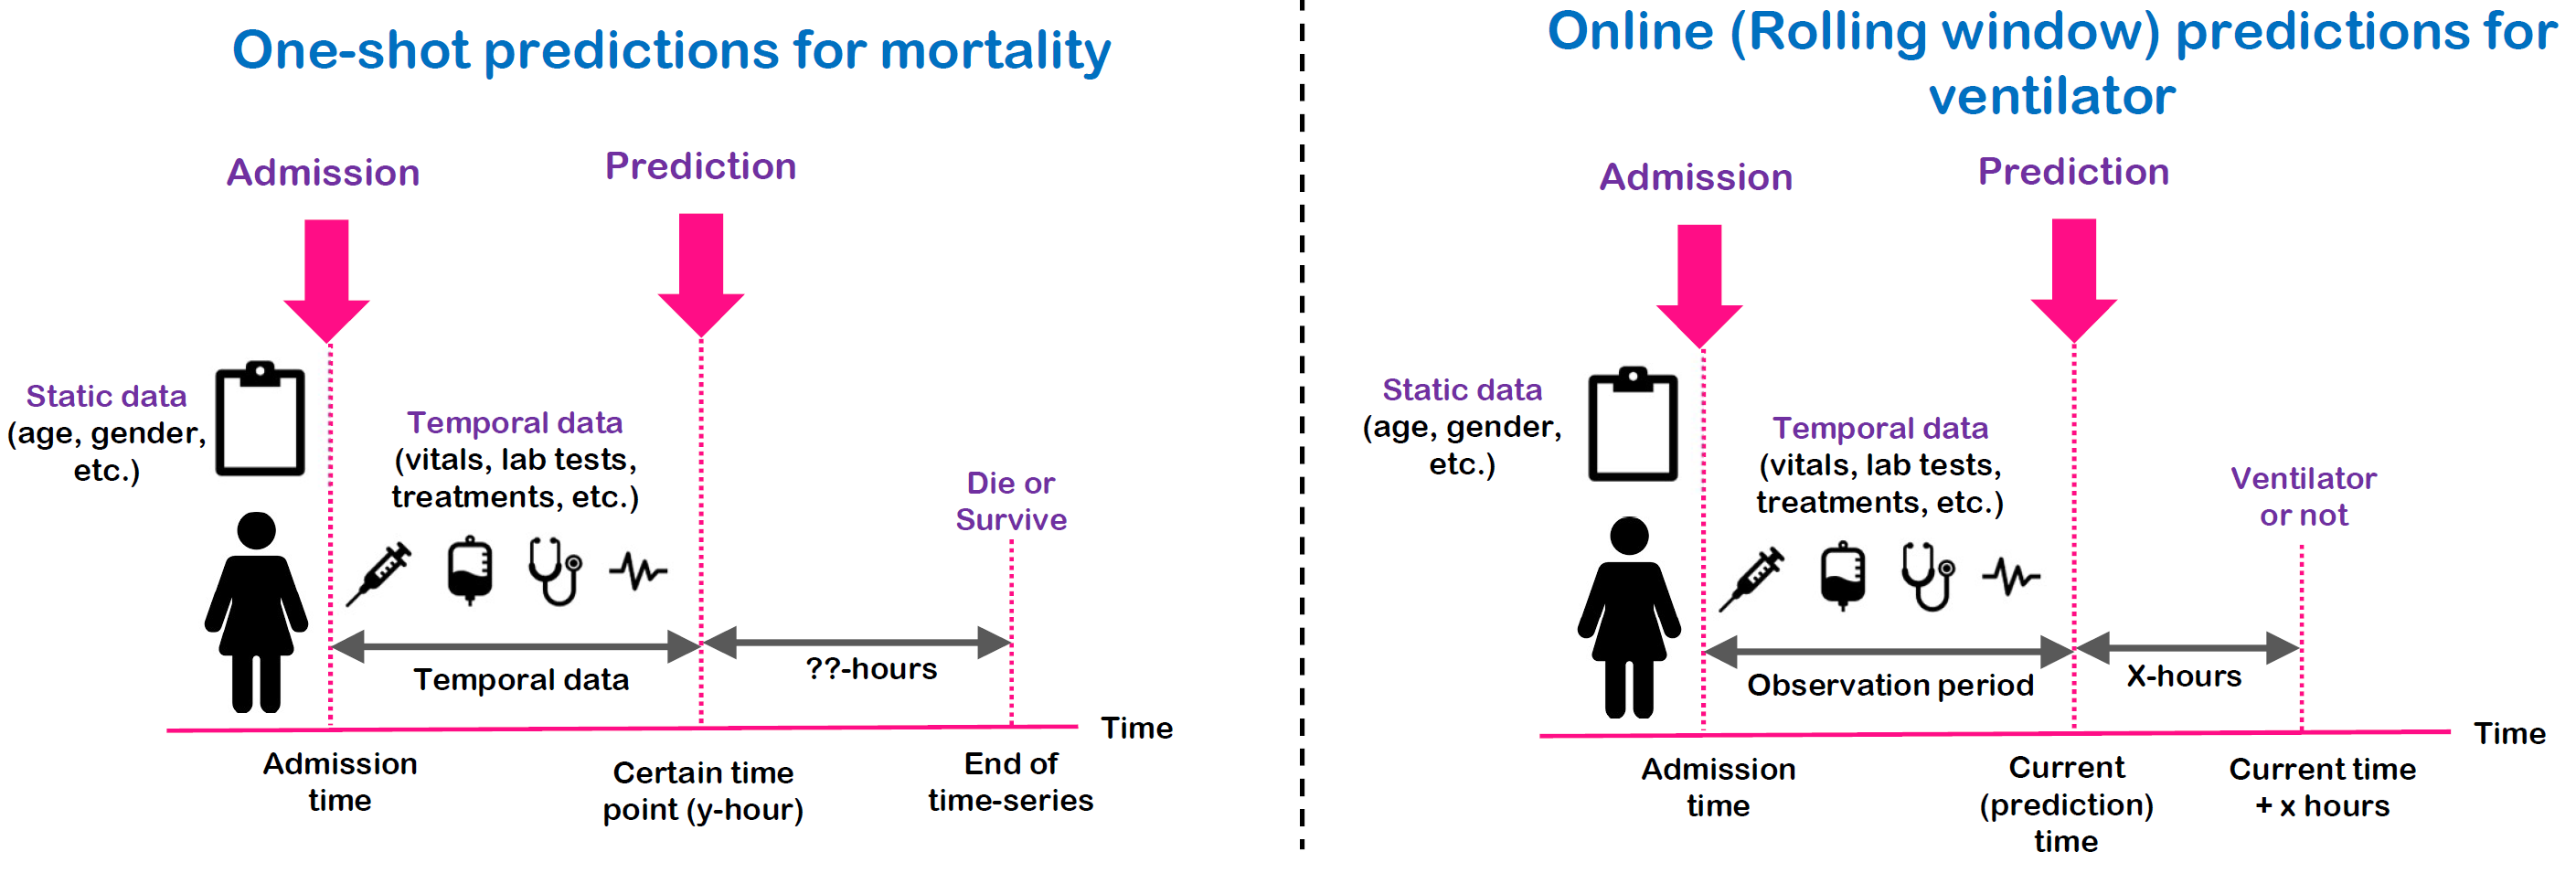 One-shot predictions for mortality
Admission
Prediction
Static data
(age, gender,
etc.)
Temporal data
(vitals, lab tests,
treatments, etc.)
Die or
Survive
Temporal data
??-hours
Time
Admission
time
Certain time
point (y-hour)
End of
time-series
Online (Rolling window) predictions for
ventilator
Admission
Prediction
Static data
(age, gender,
etc.)
Temporal data
(vitals, lab tests,
treatments, etc.)
Ventilator
or not
Observation period
X-hours
Time
Admission
time
Current
(prediction)
time
Current time
+ x hours